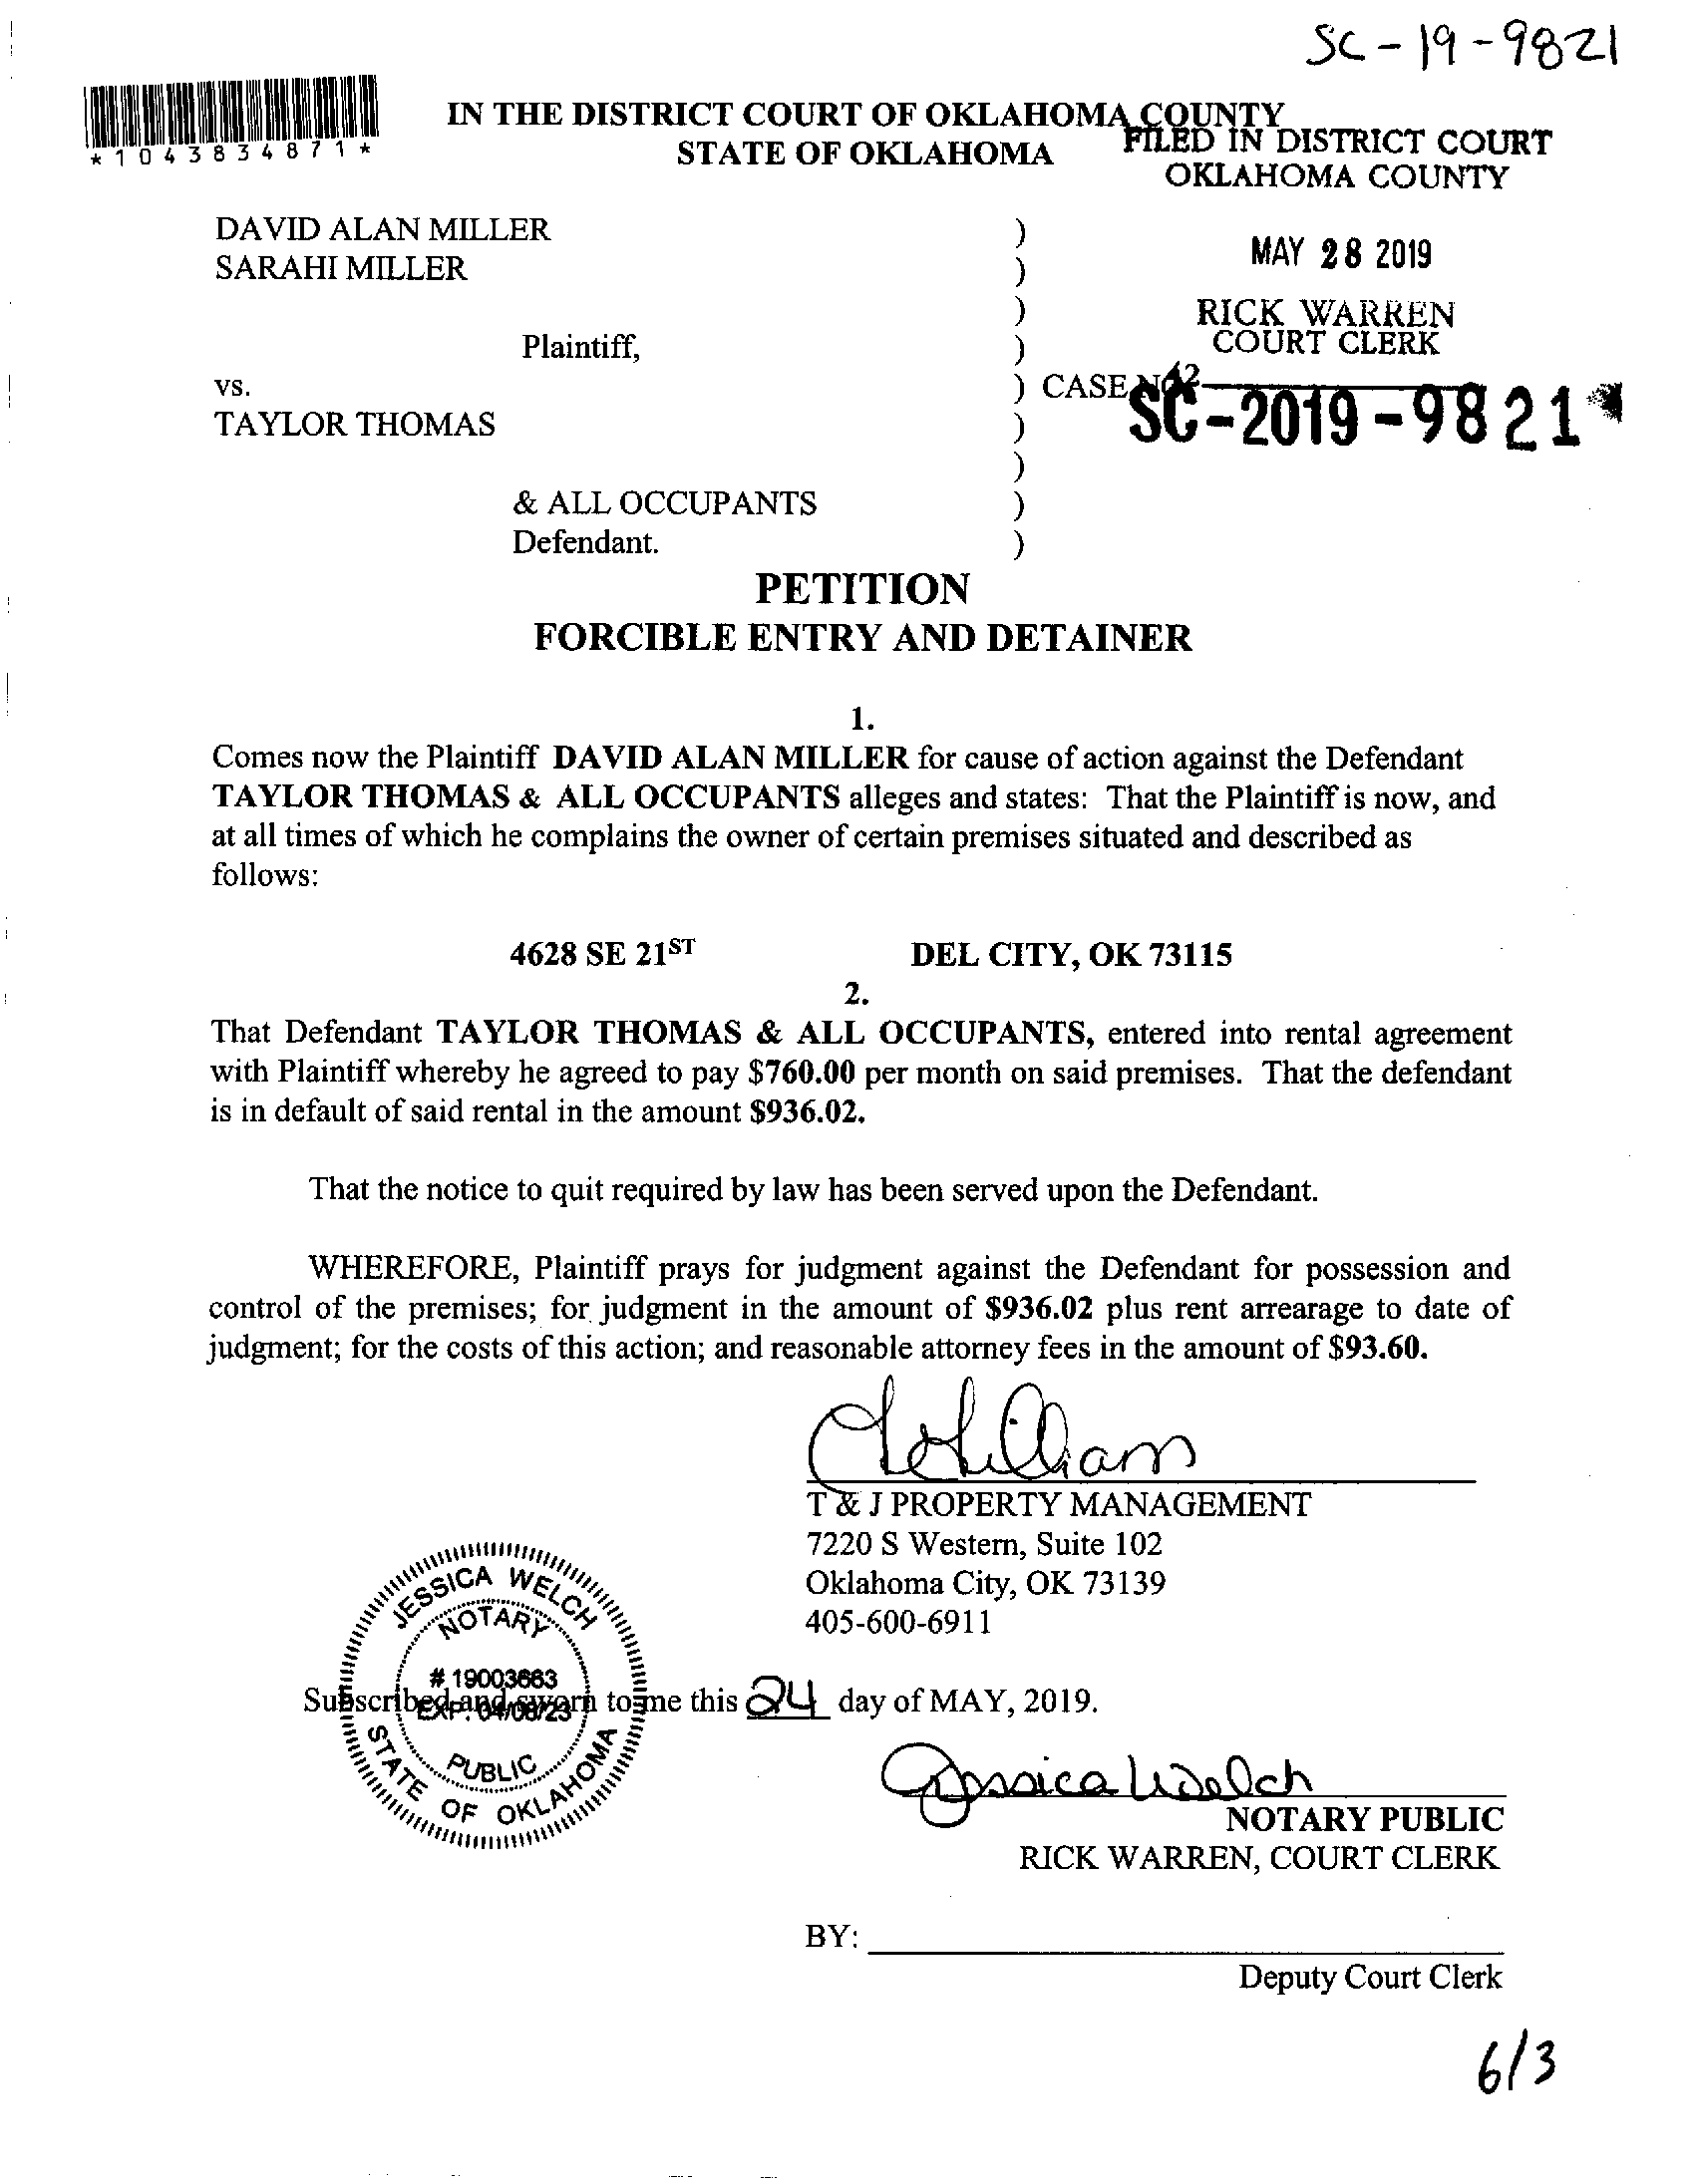 SC-19-9821
*1043834871*
IN THE DISTRICT COURT OF OKLAHOMA COUNTY
STATE OF OKLAHOMA
FILED IN DISTRICT COURT
OKLAHOMA COUNTY
MAY 28 2019
RICK WARREN
COURT CLERK
42
DAVID ALAN MILLER )
SARAHI MILLER )
)
Plaintiff, )
vs. ) CASE NO.
SC-2019-9821
TAYLOR THOMAS )
)
& ALL OCCUPANTS )
Defendant. )
PETITION
FORCIBLE ENTRY AND DETAINER
1.
Comes now the Plaintiff DAVID ALAN MILLER for cause of action against the Defendant
TAYLOR THOMAS & ALL OCCUPANTS alleges and states: That the Plaintiff is now, and
at all times of which he complains the owner of certain premises situated and described as
follows:
4628 SE 21ST DEL CITY, OK 73115
2.
That Defendant TAYLOR THOMAS & ALL OCCUPANTS, entered into rental agreement
with Plaintiff whereby he agreed to pay $760.00 per month on said premises. That the defendant
is in default of said rental in the amount $936.02.
That the notice to quit required by law has been served upon the Defendant.
WHEREFORE, Plaintiff prays for judgment against the Defendant for possession and
control of the premises; for judgment in the amount of $936.02 plus rent arrearage to date of
judgment; for the costs of this action; and reasonable attorney fees in the amount of $93.60.
T & J PROPERTY MANAGEMENT
7220 S Western, Suite 102
Oklahoma City, OK 73139
405-600-6911
JESSICA WELCH
NOTARY
# 19003663
EXP. 04/08/23
PUBLIC
STATE OF OKLAHOMA
Subscribed and sworn to me this 24 day of MAY, 2019.
Jessica Welch
NOTARY PUBLIC
RICK WARREN, COURT CLERK
BY:
Deputy Court Clerk
6/3